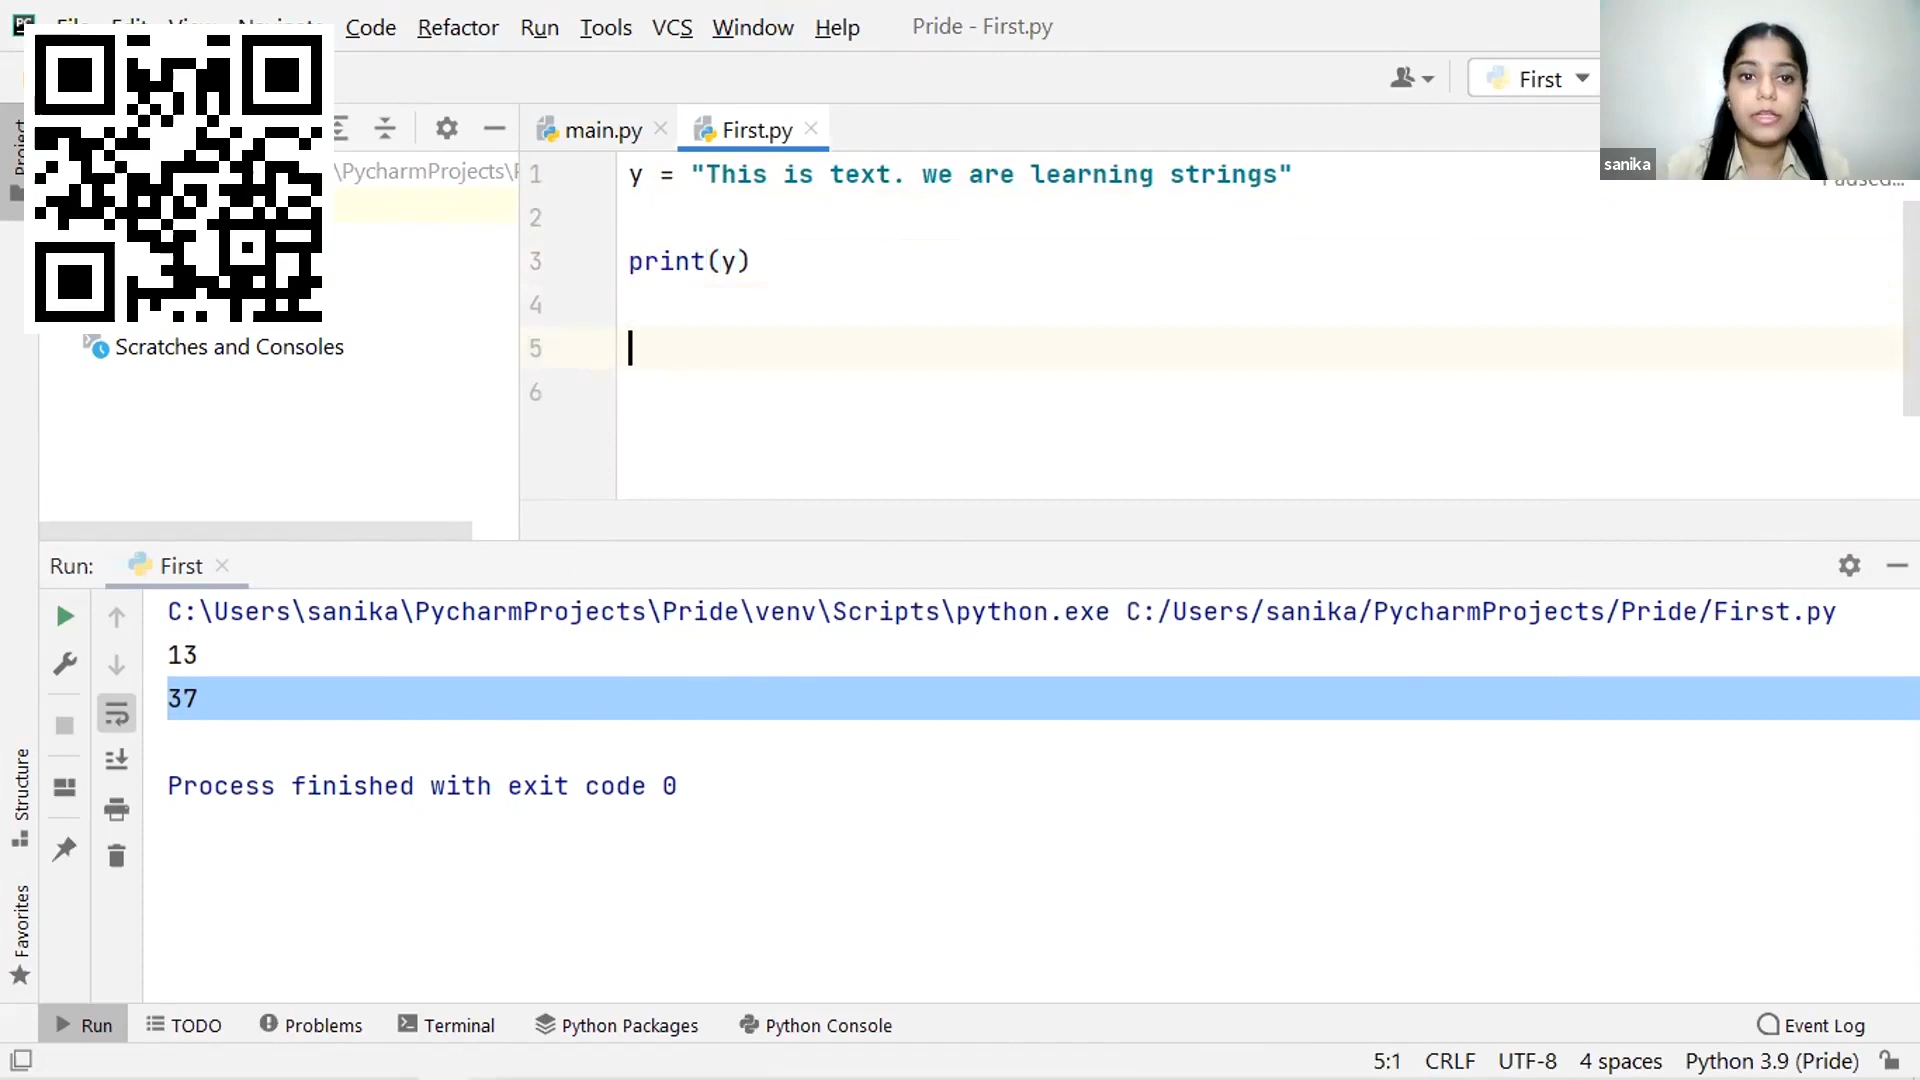 Code Refactor Run Tools VCS Window Help Pride - First.py
First
sanika
Project
main.py First.py
\PycharmProjects\
1 y = "This is text. we are learning strings"
2
3 print(y)
4
5
6
Scratches and Consoles
Run: First
C:\Users\sanika\PycharmProjects\Pride\venv\Scripts\python.exe C:/Users/sanika/PycharmProjects/Pride/First.py
13
37
Process finished with exit code 0
Structure
Favorites
Run TODO Problems Terminal Python Packages Python Console Event Log
5:1 CRLF UTF-8 4 spaces Python 3.9 (Pride)